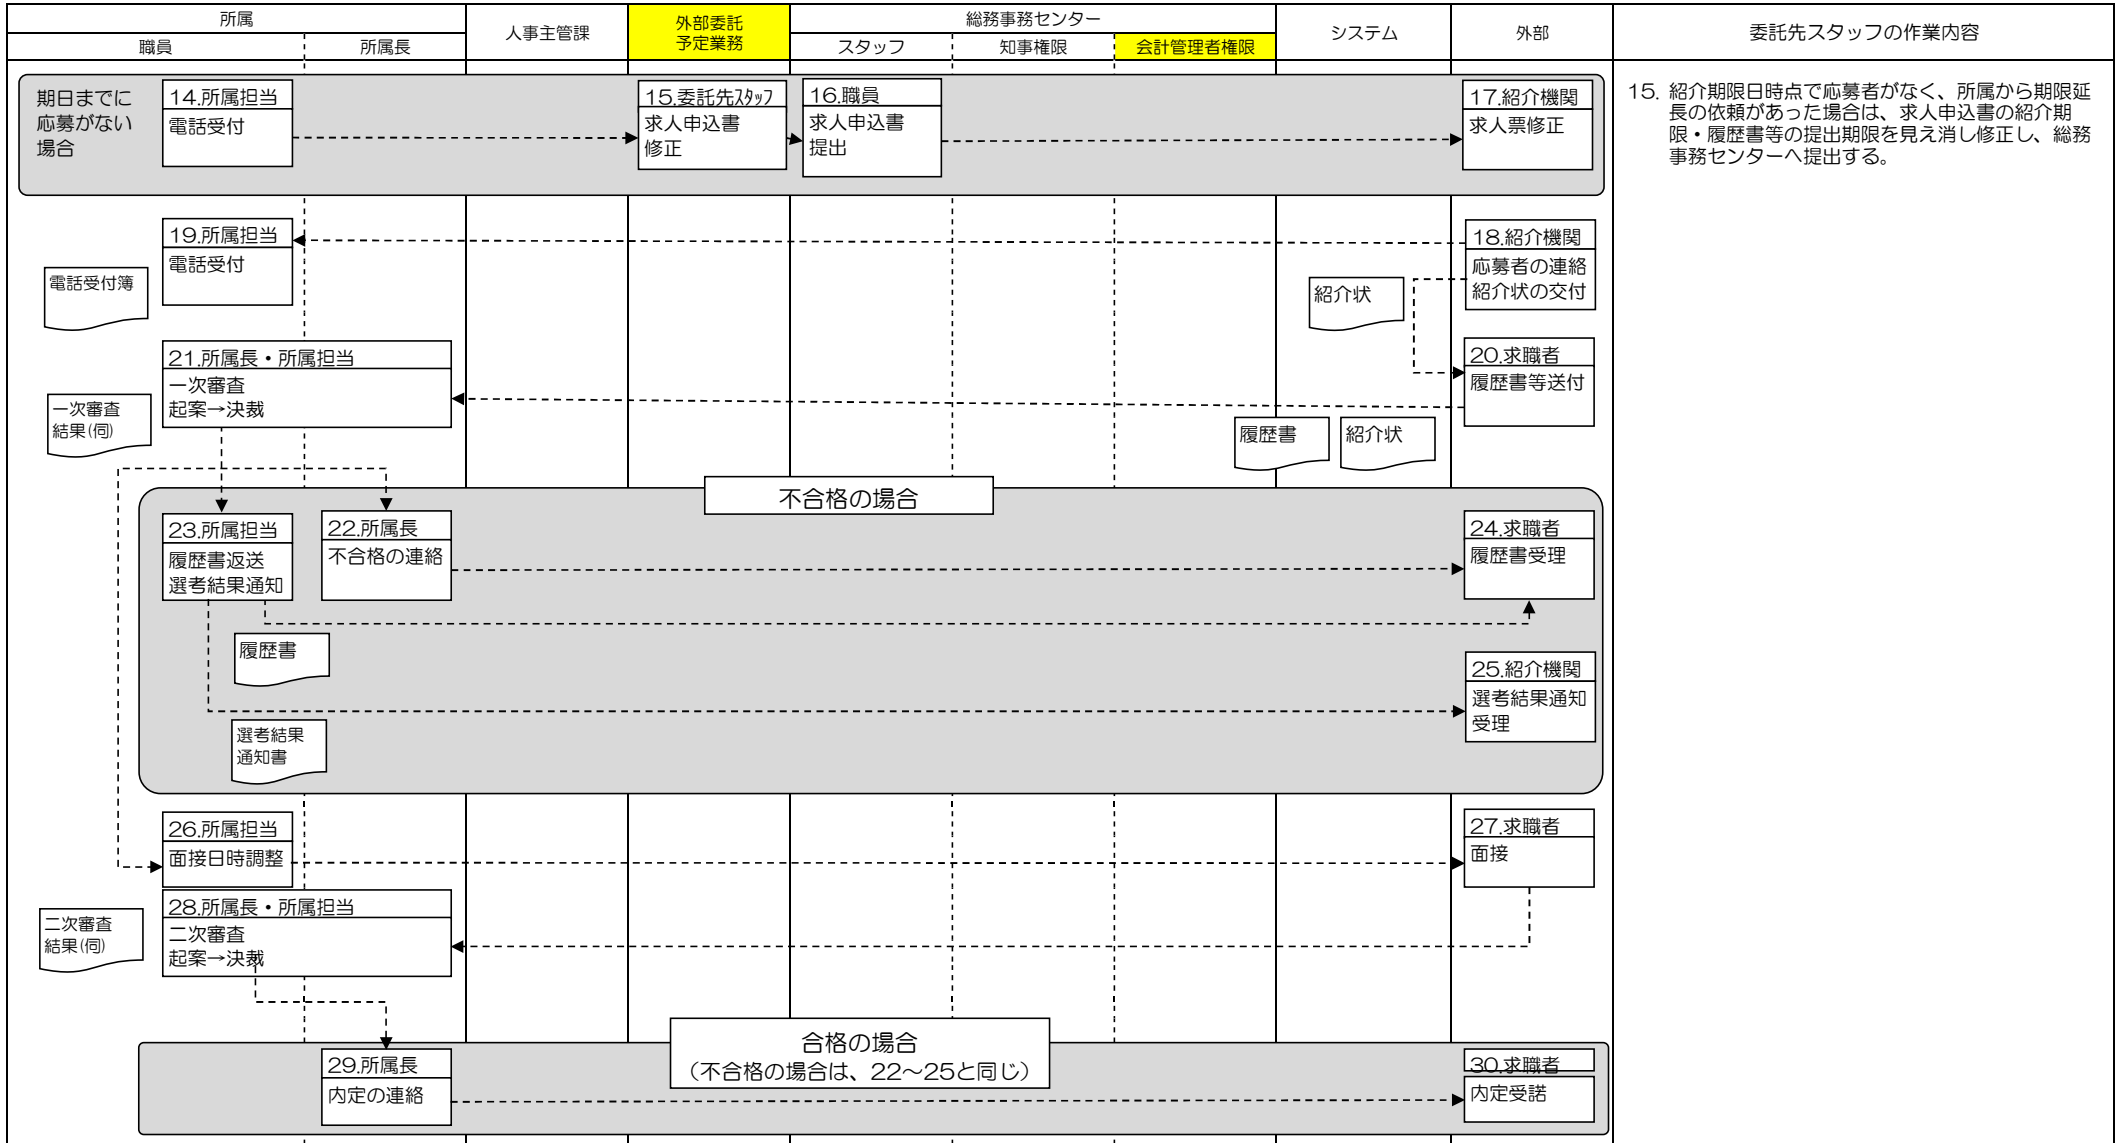 所属
人事主管課
外部委託
予定業務
総務事務センター
システム
外部
委託先スタッフの作業内容
職員
所属長
スタッフ
知事権限
会計管理者権限
期日までに
応募がない
場合
14.所属担当
電話受付
15.委託先ｽﾀｯﾌ
求人申込書
修正
16.職員
求人申込書
提出
17.紹介機関
求人票修正
15. 紹介期限日時点で応募者がなく、所属から期限延
長の依頼があった場合は、求人申込書の紹介期
限・履歴書等の提出期限を見え消し修正し、総務
事務センターへ提出する。
19.所属担当
電話受付
18.紹介機関
応募者の連絡
紹介状の交付
電話受付簿
紹介状
21.所属長・所属担当
一次審査
起案→決裁
20.求職者
履歴書等送付
一次審査
結果(伺)
履歴書
紹介状
不合格の場合
23.所属担当
履歴書返送
選考結果通知
22.所属長
不合格の連絡
24.求職者
履歴書受理
履歴書
25.紹介機関
選考結果通知
受理
選考結果
通知書
26.所属担当
面接日時調整
27.求職者
面接
28.所属長・所属担当
二次審査
起案→決裁
二次審査
結果(伺)
合格の場合
（不合格の場合は、22～25と同じ）
29.所属長
内定の連絡
30.求職者
内定受諾